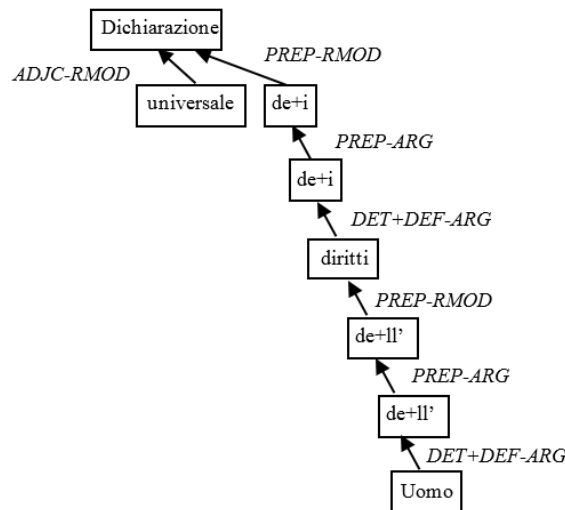 Dichiarazione
ADJC-RMOD PREP-RMOD
universale de+i
PREP-ARG
de+i
DET+DEF-ARG
diritti
PREP-RMOD
de+ll'
PREP-ARG
de+ll'
DET+DEF-ARG
Uomo